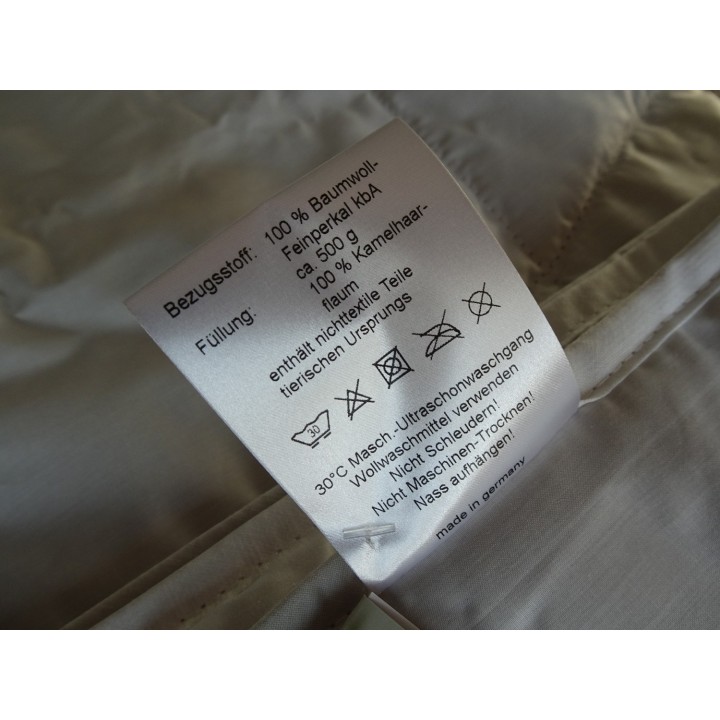 Bezugsstoff: 100 % Baumwoll-
Feinperkal kbA
ca. 500 g
Füllung: 100 % Kamelhaar-
flaum
enthält nichttextile Teile
tierischen Ursprungs
30
30°C Masch.-Ultraschonwaschgang
Wollwaschmittel verwenden
Nicht Schleudern!
Nicht Maschinen-Trocknen!
Nass aufhängen!
made in germany